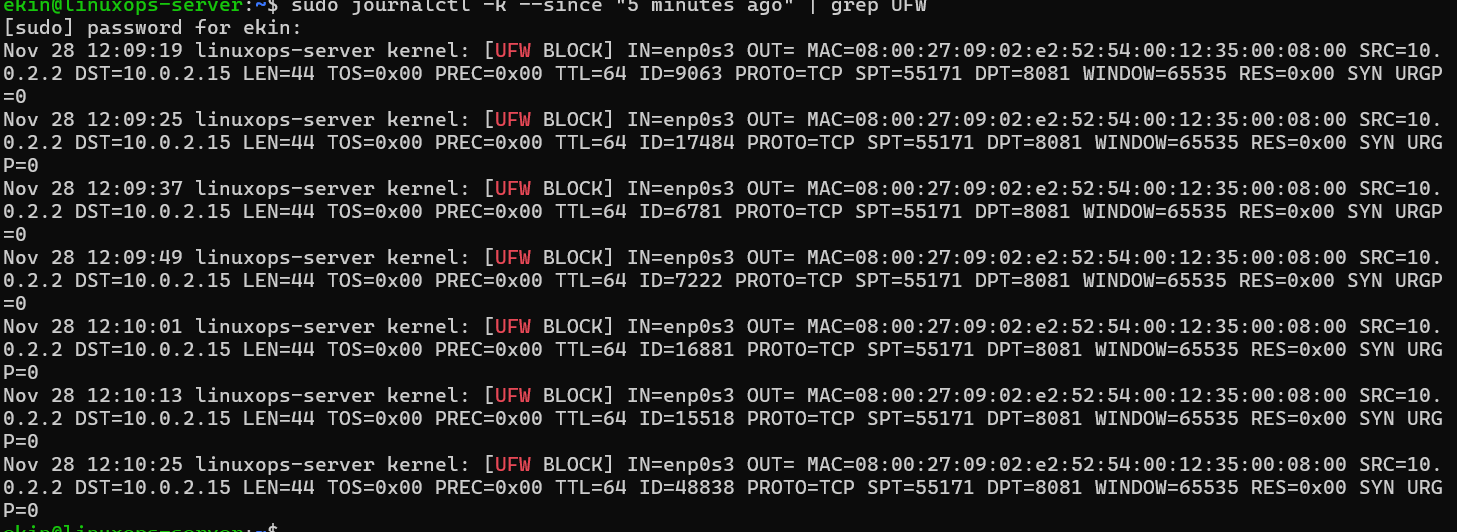 ekin@linuxops-server:~$ sudo journalctl -k --since "5 minutes ago" | grep UFW
[sudo] password for ekin:
Nov 28 12:09:19 linuxops-server kernel: [UFW BLOCK] IN=enp0s3 OUT= MAC=08:00:27:09:02:e2:52:54:00:12:35:00:08:00 SRC=10.
0.2.2 DST=10.0.2.15 LEN=44 TOS=0x00 PREC=0x00 TTL=64 ID=9063 PROTO=TCP SPT=55171 DPT=8081 WINDOW=65535 RES=0x00 SYN URGP
=0
Nov 28 12:09:25 linuxops-server kernel: [UFW BLOCK] IN=enp0s3 OUT= MAC=08:00:27:09:02:e2:52:54:00:12:35:00:08:00 SRC=10.
0.2.2 DST=10.0.2.15 LEN=44 TOS=0x00 PREC=0x00 TTL=64 ID=17484 PROTO=TCP SPT=55171 DPT=8081 WINDOW=65535 RES=0x00 SYN URG
P=0
Nov 28 12:09:37 linuxops-server kernel: [UFW BLOCK] IN=enp0s3 OUT= MAC=08:00:27:09:02:e2:52:54:00:12:35:00:08:00 SRC=10.
0.2.2 DST=10.0.2.15 LEN=44 TOS=0x00 PREC=0x00 TTL=64 ID=6781 PROTO=TCP SPT=55171 DPT=8081 WINDOW=65535 RES=0x00 SYN URGP
=0
Nov 28 12:09:49 linuxops-server kernel: [UFW BLOCK] IN=enp0s3 OUT= MAC=08:00:27:09:02:e2:52:54:00:12:35:00:08:00 SRC=10.
0.2.2 DST=10.0.2.15 LEN=44 TOS=0x00 PREC=0x00 TTL=64 ID=7222 PROTO=TCP SPT=55171 DPT=8081 WINDOW=65535 RES=0x00 SYN URGP
=0
Nov 28 12:10:01 linuxops-server kernel: [UFW BLOCK] IN=enp0s3 OUT= MAC=08:00:27:09:02:e2:52:54:00:12:35:00:08:00 SRC=10.
0.2.2 DST=10.0.2.15 LEN=44 TOS=0x00 PREC=0x00 TTL=64 ID=16881 PROTO=TCP SPT=55171 DPT=8081 WINDOW=65535 RES=0x00 SYN URG
P=0
Nov 28 12:10:13 linuxops-server kernel: [UFW BLOCK] IN=enp0s3 OUT= MAC=08:00:27:09:02:e2:52:54:00:12:35:00:08:00 SRC=10.
0.2.2 DST=10.0.2.15 LEN=44 TOS=0x00 PREC=0x00 TTL=64 ID=15518 PROTO=TCP SPT=55171 DPT=8081 WINDOW=65535 RES=0x00 SYN URG
P=0
Nov 28 12:10:25 linuxops-server kernel: [UFW BLOCK] IN=enp0s3 OUT= MAC=08:00:27:09:02:e2:52:54:00:12:35:00:08:00 SRC=10.
0.2.2 DST=10.0.2.15 LEN=44 TOS=0x00 PREC=0x00 TTL=64 ID=48838 PROTO=TCP SPT=55171 DPT=8081 WINDOW=65535 RES=0x00 SYN URG
P=0
ekin@linuxops-server:~$